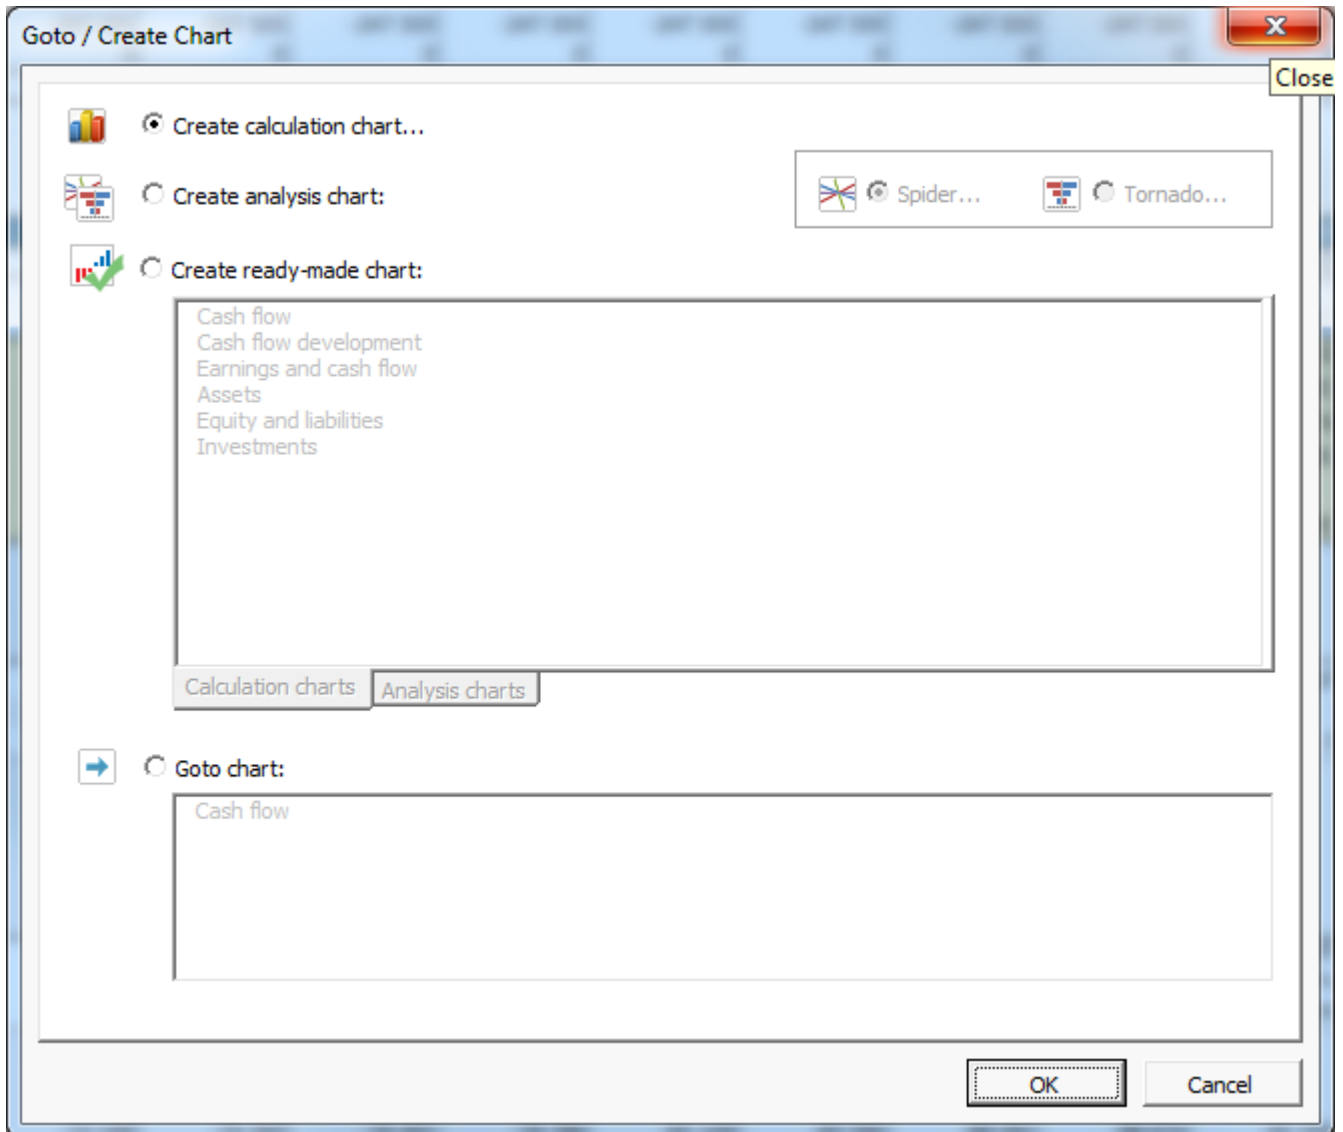 Goto / Create Chart
Close
Create calculation chart...
Create analysis chart:
Spider...
Tornado...
Create ready-made chart:
Cash flow
Cash flow development
Earnings and cash flow
Assets
Equity and liabilities
Investments
Calculation charts
Analysis charts
Goto chart:
Cash flow
OK
Cancel